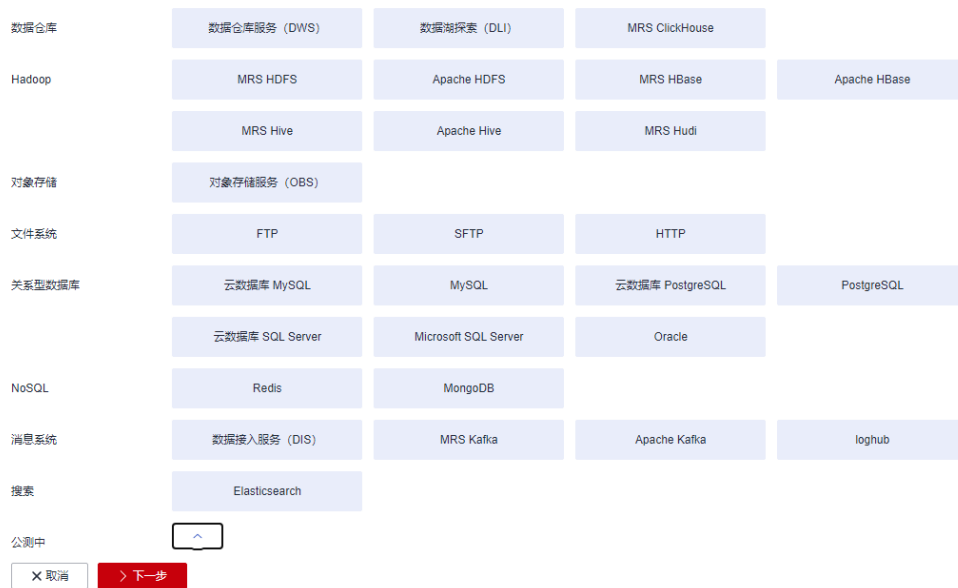 数据仓库 数据仓库服务（DWS） 数据湖探索（DLI） MRS ClickHouse
Hadoop MRS HDFS Apache HDFS MRS HBase Apache HBase
MRS Hive Apache Hive MRS Hudi
对象存储 对象存储服务（OBS）
文件系统 FTP SFTP HTTP
关系型数据库 云数据库 MySQL MySQL 云数据库 PostgreSQL PostgreSQL
云数据库 SQL Server Microsoft SQL Server Oracle
NoSQL Redis MongoDB
消息系统 数据接入服务（DIS） MRS Kafka Apache Kafka loghub
搜索 Elasticsearch
公测中
取消 下一步